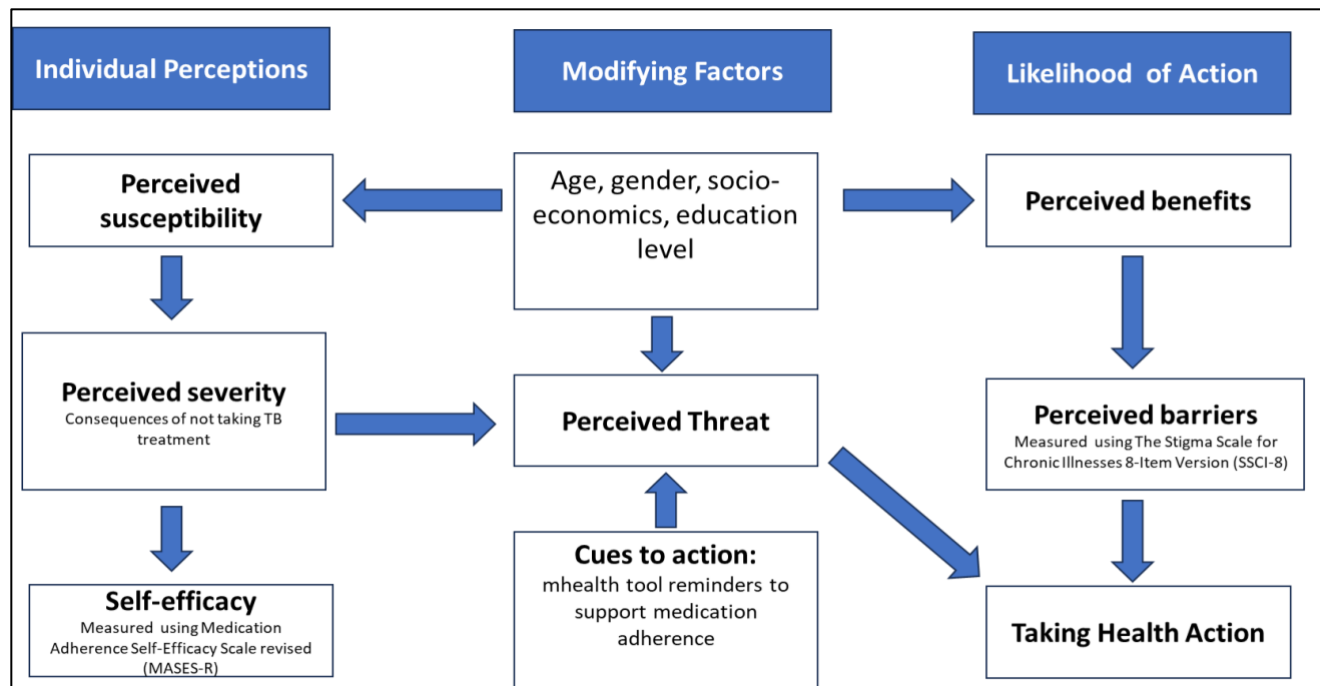 Individual Perceptions
Modifying Factors
Likelihood of Action
Perceived
susceptibility
Age, gender, socio-
economics, education
level
Perceived benefits
Perceived severity
Consequences of not taking TB
treatment
Perceived Threat
Perceived barriers
Measured using The Stigma Scale for
Chronic Illnesses 8-Item Version (SSCI-8)
Self-efficacy
Measured using Medication
Adherence Self-Efficacy Scale revised
(MASES-R)
Cues to action:
mhealth tool reminders to
support medication
adherence
Taking Health Action